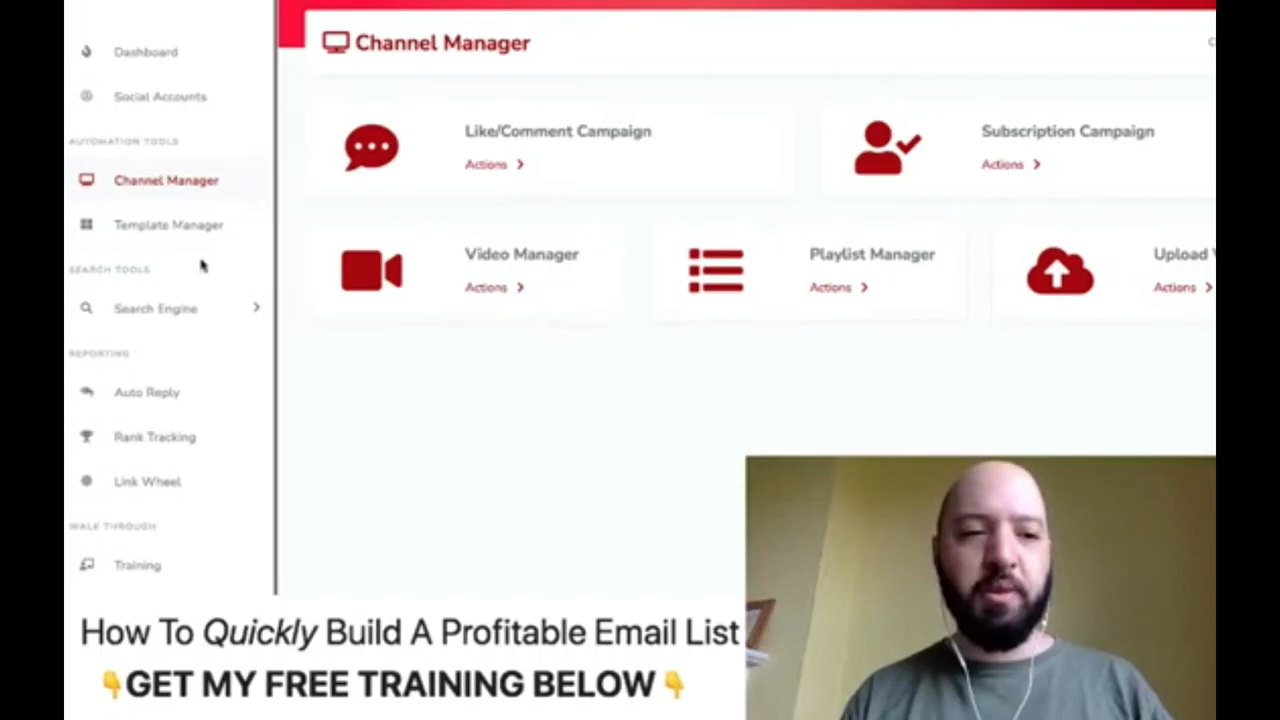 Dashboard
Social Accounts
AUTOMATION TOOLS
Channel Manager
Template Manager
SEARCH TOOLS
Search Engine
REPORTING
Auto Reply
Rank Tracking
Link Wheel
WALK THROUGH
Training
Channel Manager
Like/Comment Campaign
Actions
Subscription Campaign
Actions
Video Manager
Actions
Playlist Manager
Actions
Upload
Actions
How To Quickly Build A Profitable Email List
👇GET MY FREE TRAINING BELOW👇